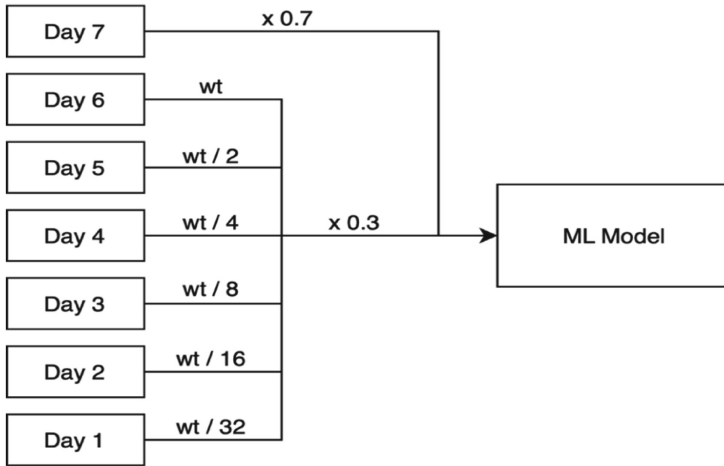 Day 7
x 0.7
Day 6
wt
Day 5
wt / 2
Day 4
wt / 4
x 0.3
ML Model
Day 3
wt / 8
Day 2
wt / 16
Day 1
wt / 32